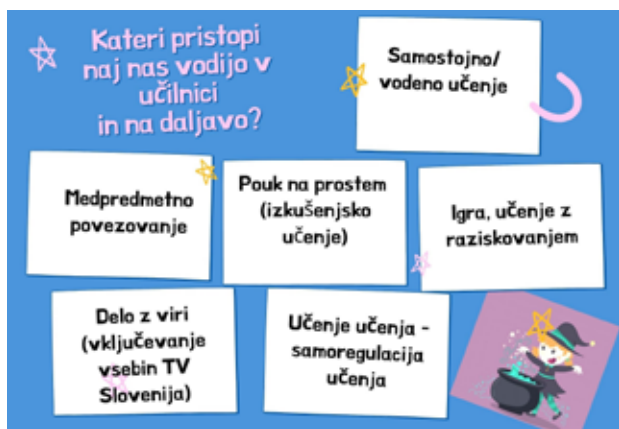 Kateri pristopi
naj nas vodijo v
učilnici
in na daljavo?
Samostojno/
vodeno učenje
Medpredmetno
povezovanje
Pouk na prostem
(izkušenjsko
učenje)
Igra, učenje z
raziskovanjem
Delo z viri
(vključevanje
vsebin TV
Slovenija)
Učenje učenja -
samoregulacija
učenja